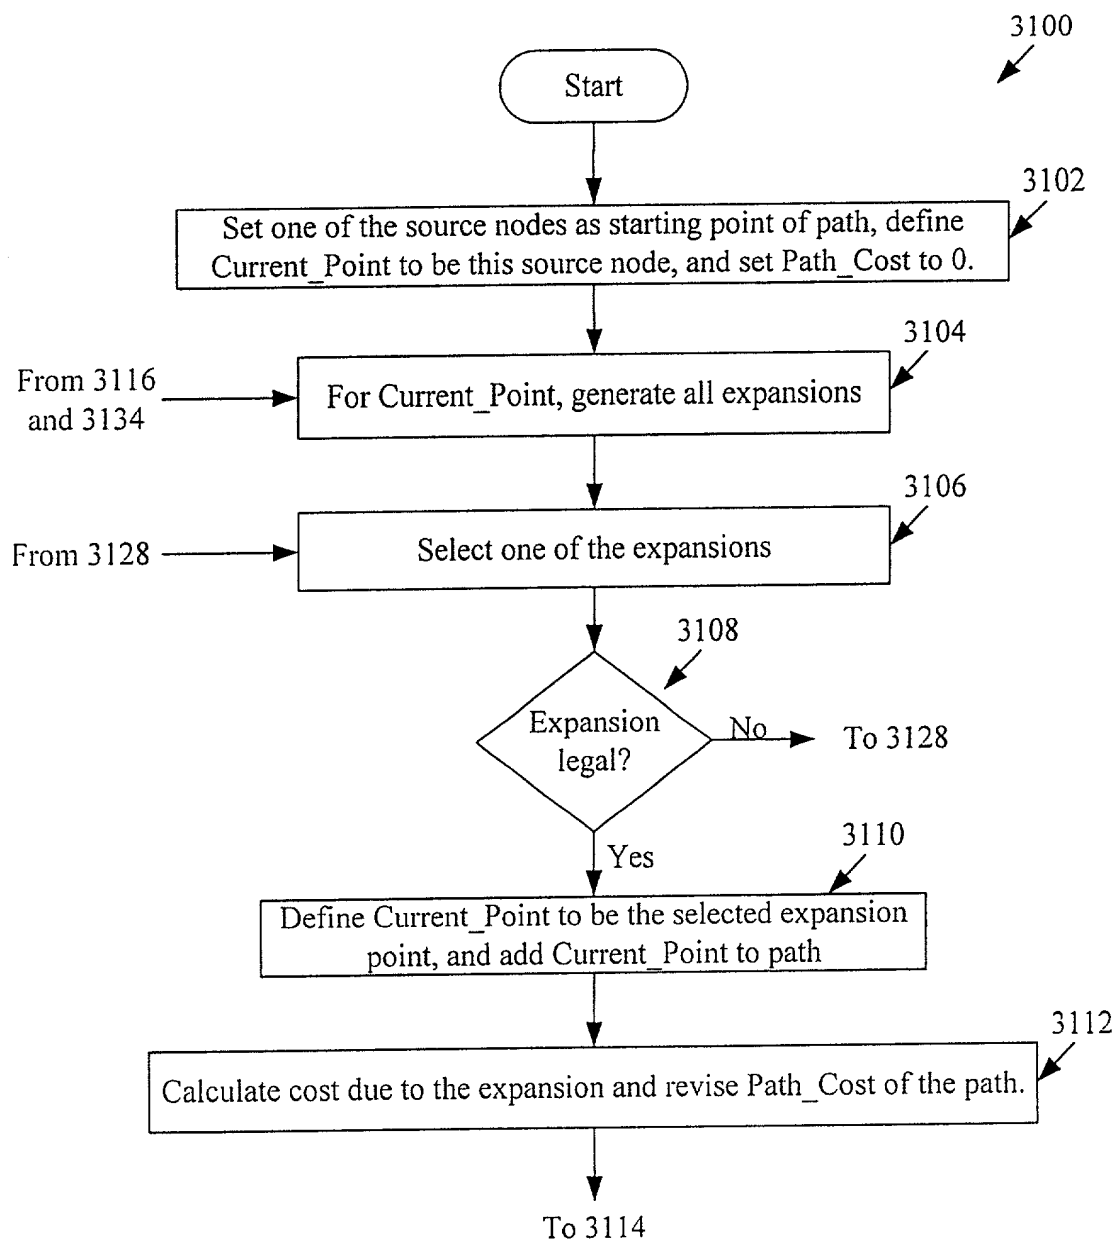 3100
Start
3102
Set one of the source nodes as starting point of path, define
Current_Point to be this source node, and set Path_Cost to 0.
3104
From 3116
and 3134
For Current_Point, generate all expansions
3106
From 3128
Select one of the expansions
3108
Expansion
legal?
No
To 3128
Yes
3110
Define Current_Point to be the selected expansion
point, and add Current_Point to path
3112
Calculate cost due to the expansion and revise Path_Cost of the path.
To 3114